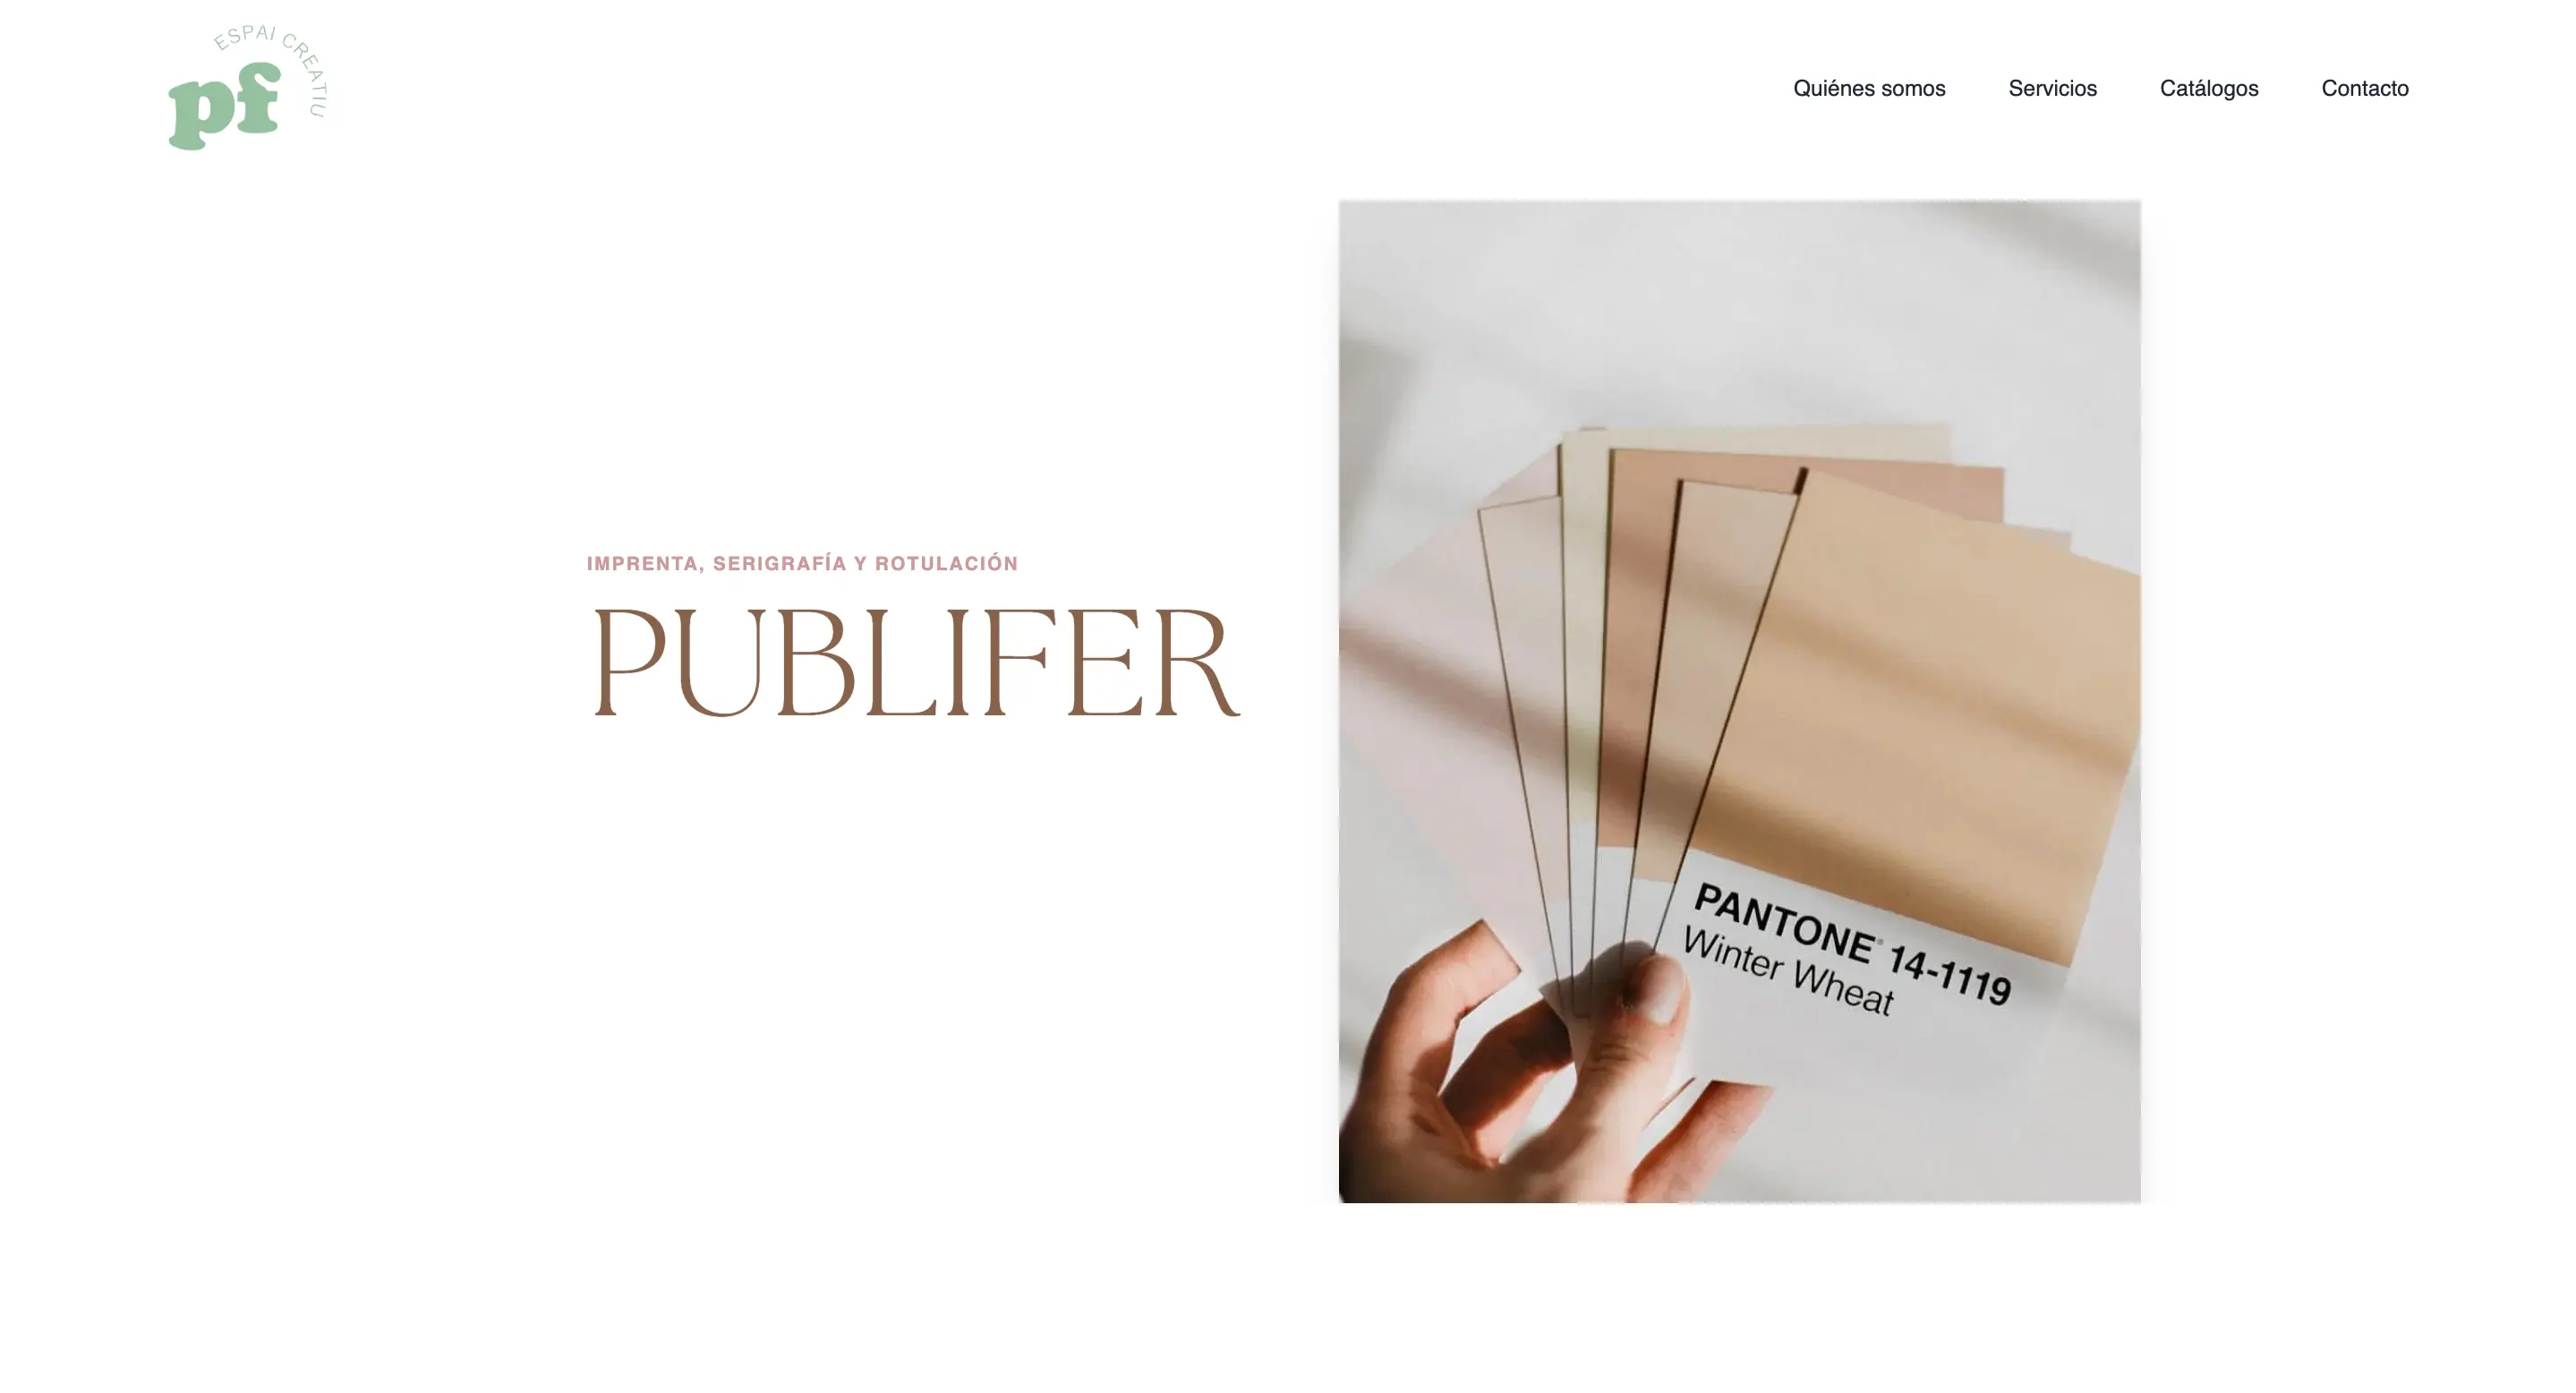 ESPAI CREATIU
pf
Quiénes somos
Servicios
Catálogos
Contacto
IMPRENTA, SERIGRAFÍA Y ROTULACIÓN
PUBLIFER
PANTONE® 14-1119
Winter Wheat